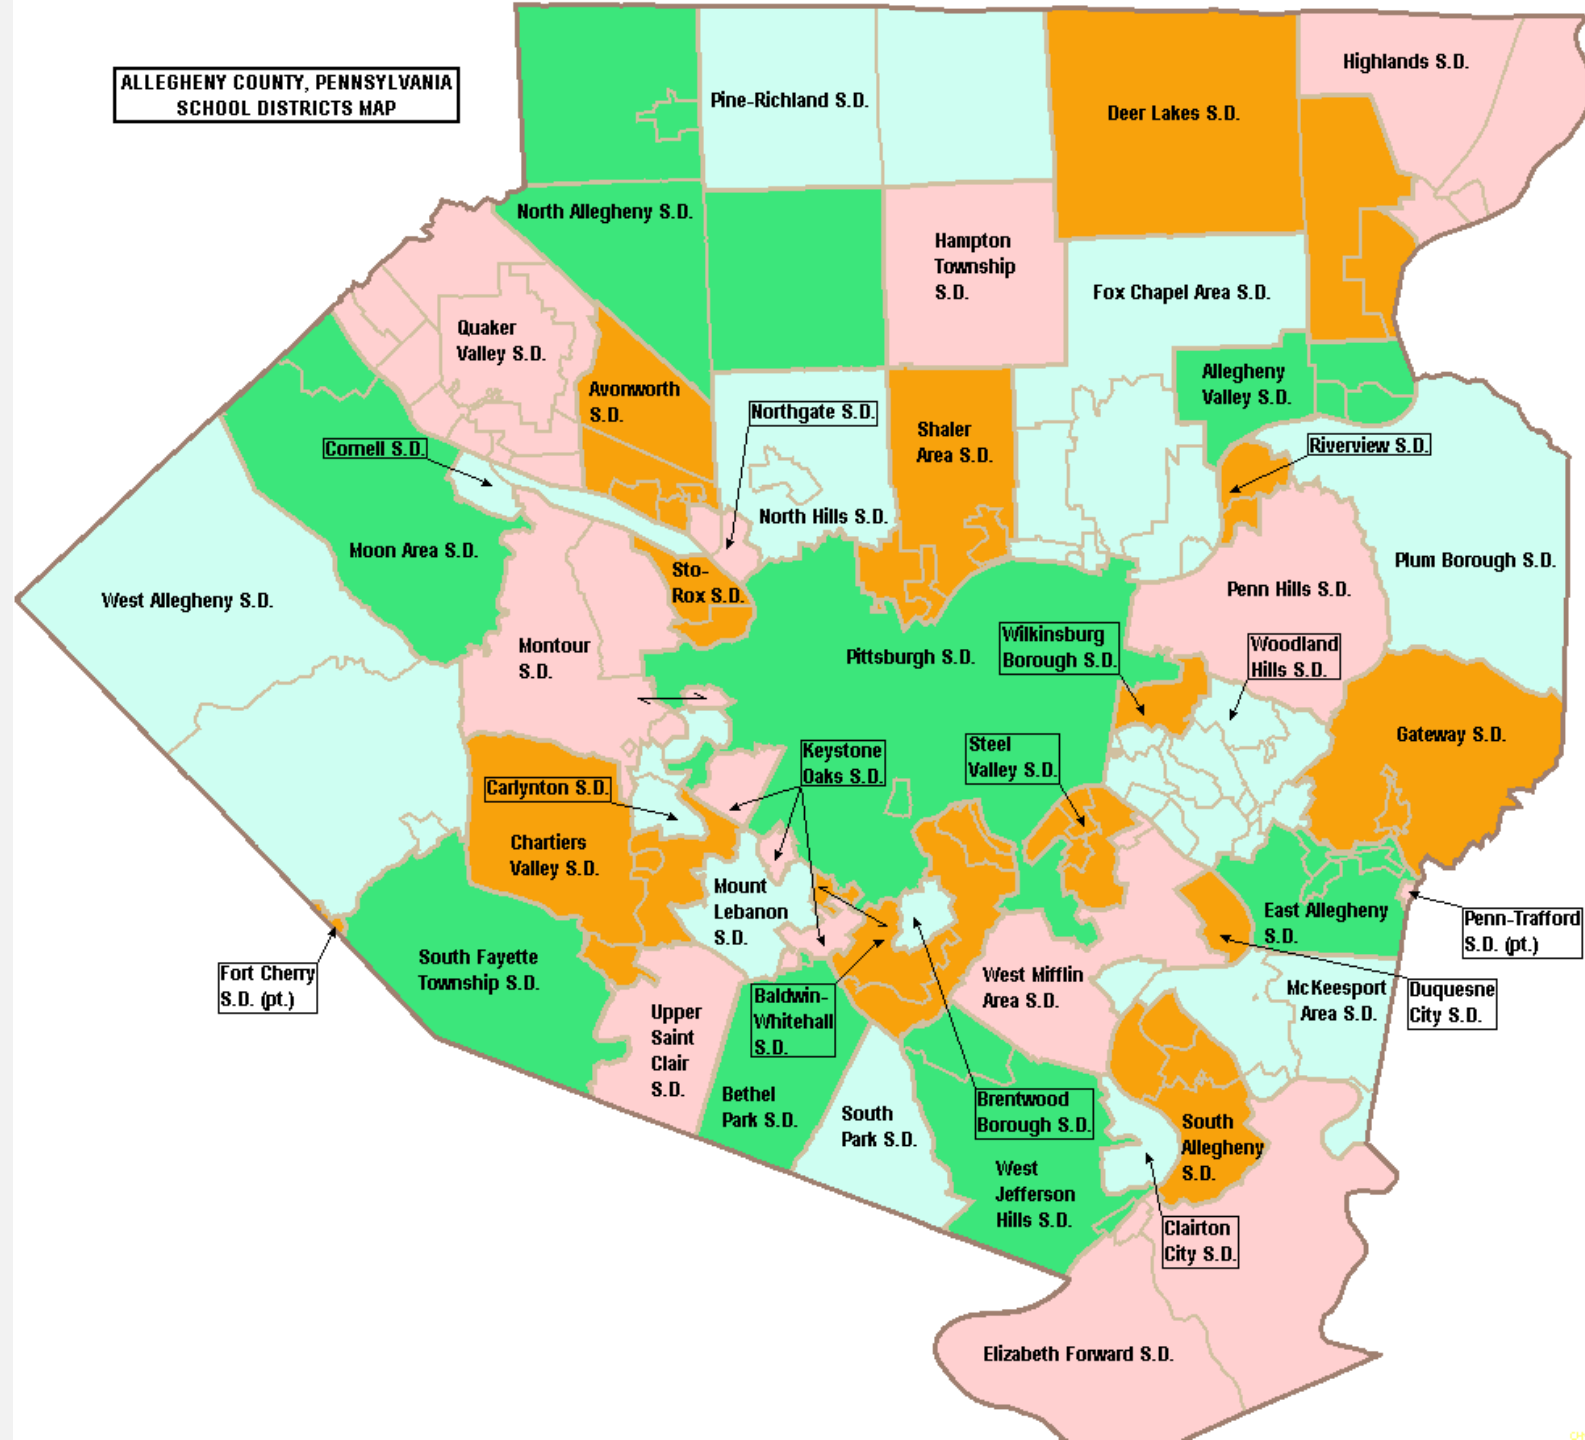 ALLEGHENY COUNTY, PENNSYLVANIA
SCHOOL DISTRICTS MAP
Highlands S.D.
Pine-Richland S.D.
Deer Lakes S.D.
North Allegheny S.D.
Hampton
Township
S.D.
Fox Chapel Area S.D.
Quaker
Valley S.D.
Avonworth
S.D.
Allegheny
Valley S.D.
Northgate S.D.
Shaler
Area S.D.
Cornell S.D.
Riverview S.D.
North Hills S.D.
Moon Area S.D.
Plum Borough S.D.
Sto-
Rox S.D.
Penn Hills S.D.
West Allegheny S.D.
Montour
S.D.
Pittsburgh S.D.
Wilkinsburg
Borough S.D.
Woodland
Hills S.D.
Gateway S.D.
Keystone
Oaks S.D.
Steel
Valley S.D.
Carlynton S.D.
Chartiers
Valley S.D.
Mount
Lebanon
S.D.
East Allegheny
S.D.
Penn-Trafford
S.D. (pt.)
South Fayette
Township S.D.
Fort Cherry
S.D. (pt.)
West Mifflin
Area S.D.
McKeesport
Area S.D.
Duquesne
City S.D.
Baldwin-
Whitehall
S.D.
Upper
Saint
Clair
S.D.
Bethel
Park S.D.
South
Park S.D.
Brentwood
Borough S.D.
South
Allegheny
S.D.
West
Jefferson
Hills S.D.
Clairton
City S.D.
Elizabeth Forward S.D.